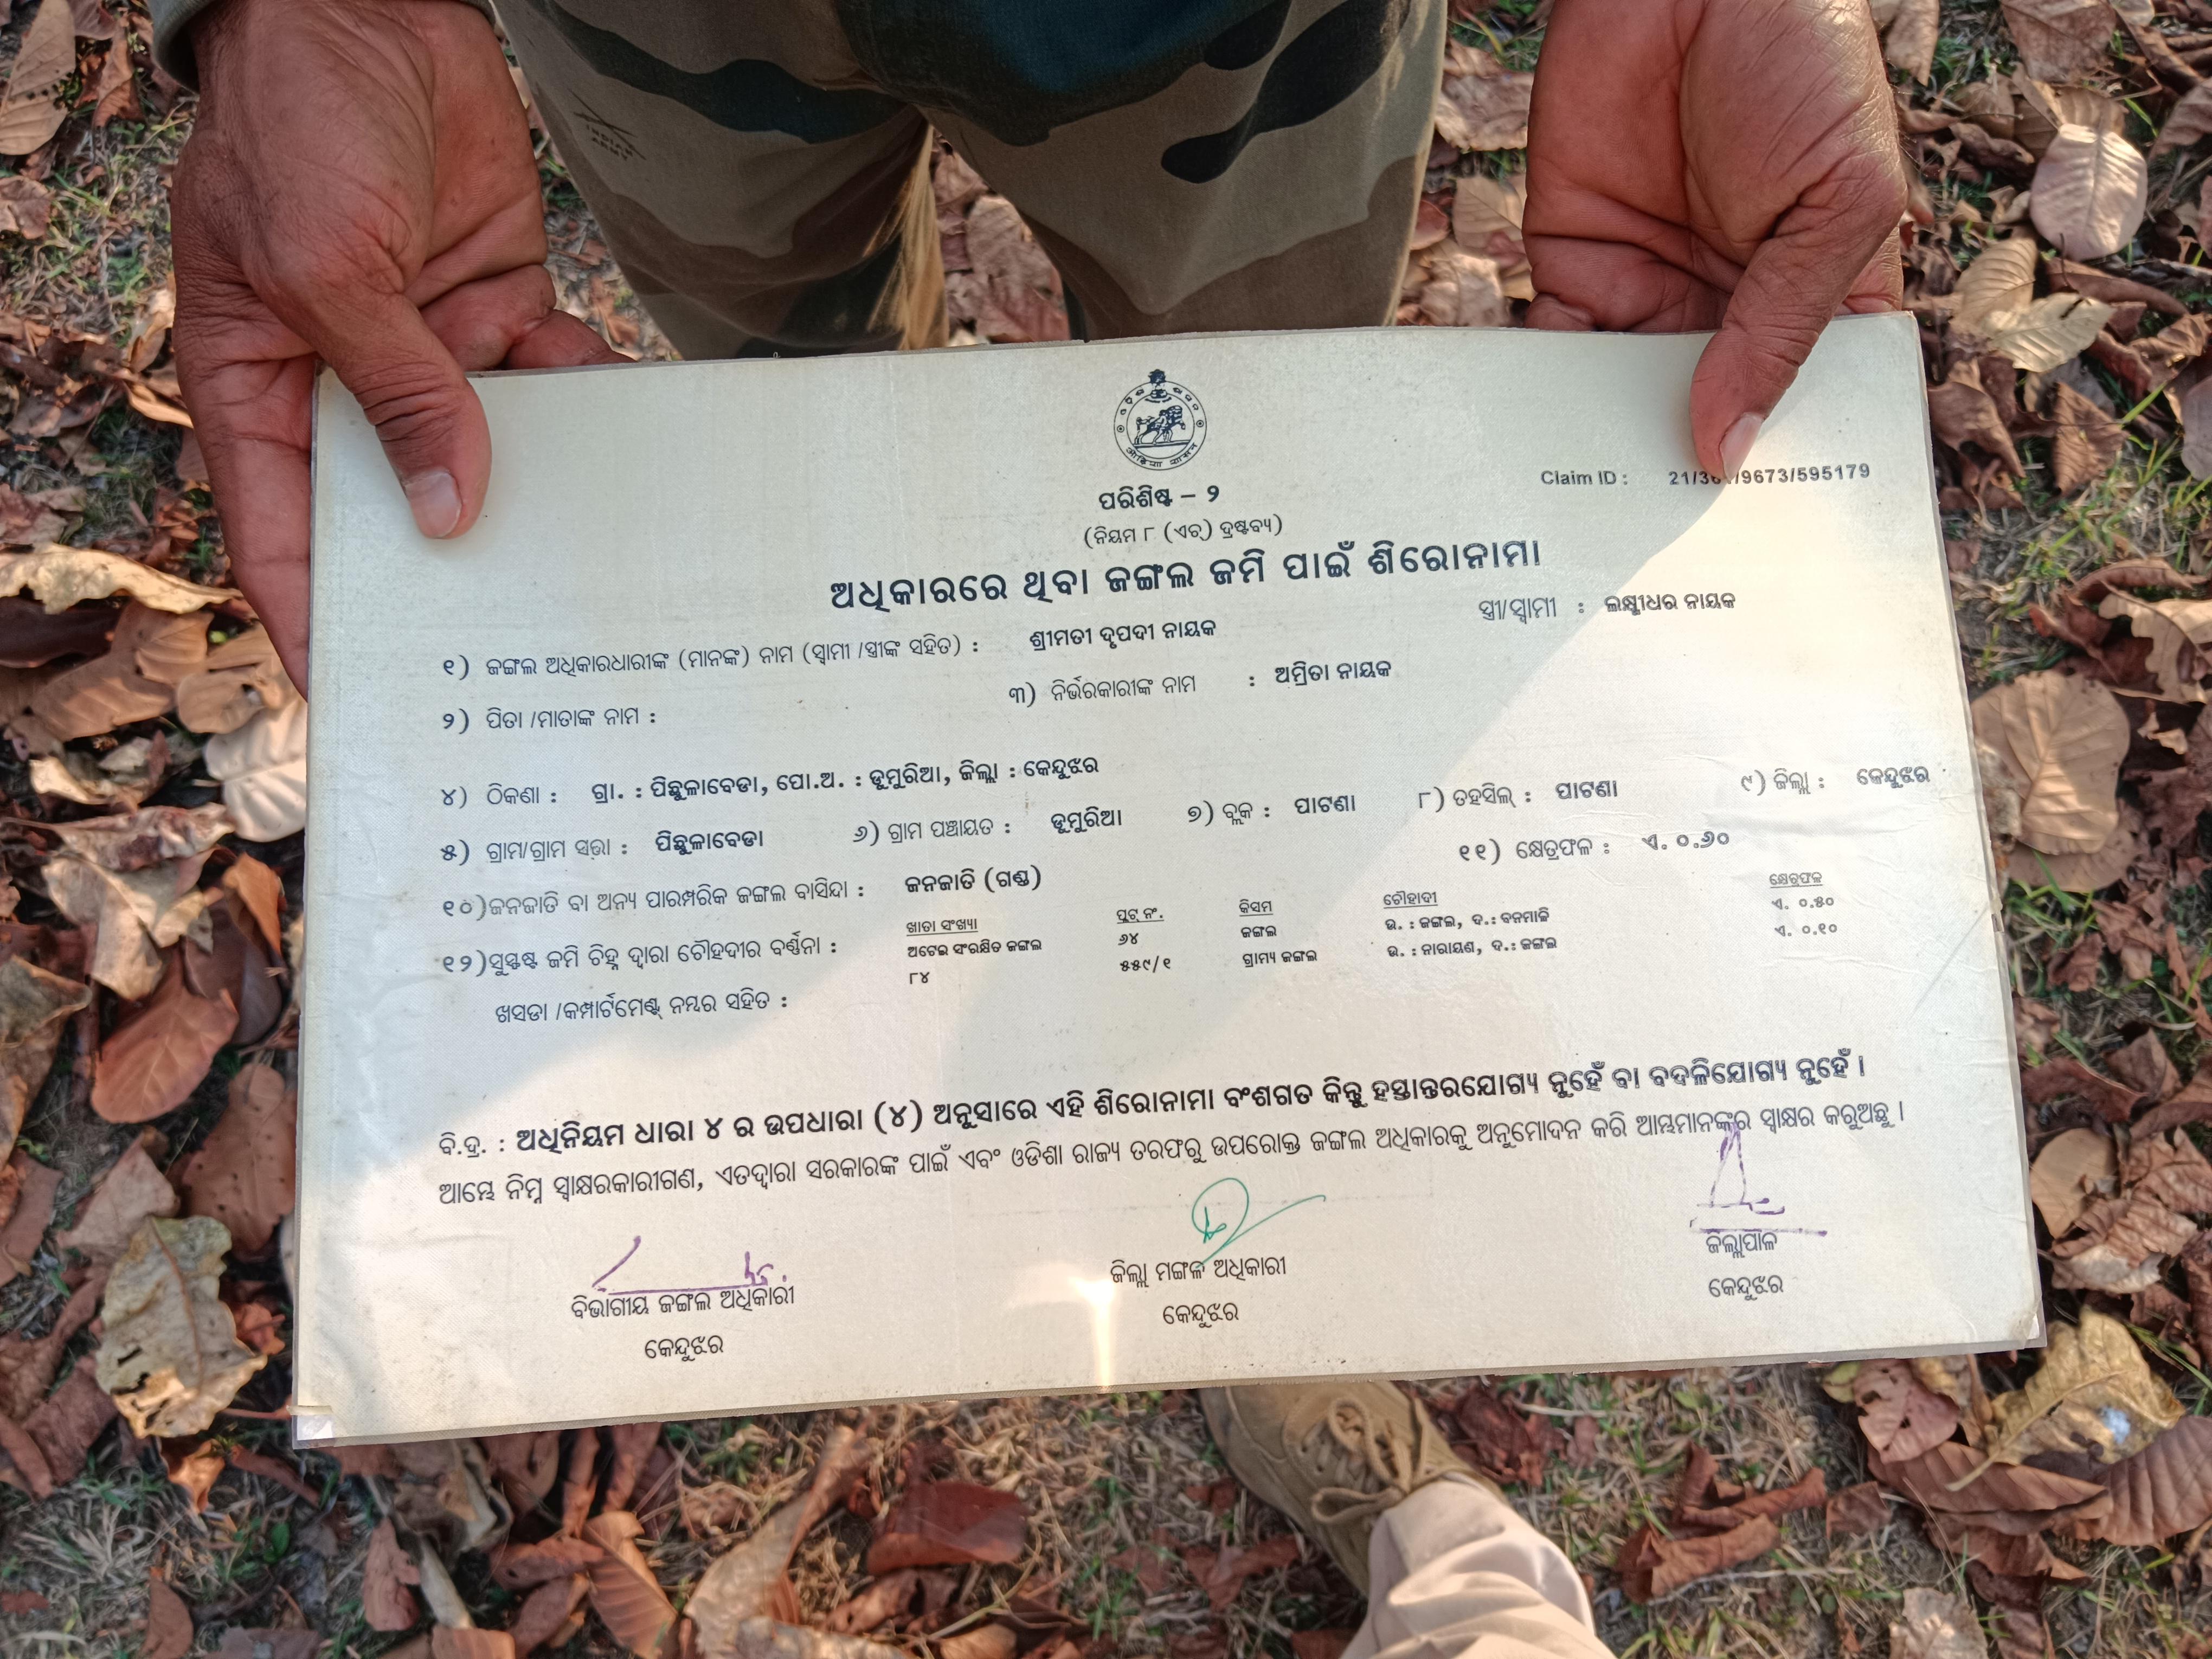 INDIAN
ARMY
ପରିଶିଷ୍ଟ – ୨
Claim ID : 21/36 /9673/595179
(ନିୟମ ୮ (ଏଚ୍) ଦ୍ରଷ୍ଟବ୍ୟ)
ଅଧିକାରରେ ଥିବା ଜଙ୍ଗଲ ଜମି ପାଇଁ ଶିରୋନାମା
୧) ଜଙ୍ଗଲ ଅଧିକାରଧାରୀଙ୍କ (ମାନଙ୍କ) ନାମ (ସ୍ୱାମୀ /ସ୍ତ୍ରୀଙ୍କ ସହିତ) : ଶ୍ରୀମତୀ ଦୃପଦୀ ନାୟକ ସ୍ତ୍ରୀ/ସ୍ୱାମୀ : ଲକ୍ଷ୍ମୀଧର ନାୟକ
୨) ପିତା /ମାତାଙ୍କ ନାମ : ୩) ନିର୍ଭରକାରୀଙ୍କ ନାମ : ଅମ୍ରିତା ନାୟକ
୪) ଠିକଣା : ଗ୍ରା. : ପିଛୁଳାବେଡା, ପୋ.ଅ. : ଡୁମୁରିଆ, ଜିଲ୍ଲା : କେନ୍ଦୁଝର
୫) ଗ୍ରାମ/ଗ୍ରାମ ସଭା : ପିଛୁଳାବେଡା ୬) ଗ୍ରାମ ପଞ୍ଚାୟତ : ଡୁମୁରିଆ ୭) ବ୍ଲକ : ପାଟଣା ୮) ତହସିଲ୍ : ପାଟଣା ୯) ଜିଲ୍ଲା : କେନ୍ଦୁଝର
୧୦)ଜନଜାତି ବା ଅନ୍ୟ ପାରମ୍ପରିକ ଜଙ୍ଗଲ ବାସିନ୍ଦା : ଜନଜାତି (ଗଣ୍ଡ) ୧୧) କ୍ଷେତ୍ରଫଳ : ଏ. ୦.୬୦
୧୨)ସୁସ୍ପଷ୍ଟ ଜମି ଚିହ୍ନ ଦ୍ୱାରା ଚୌହଦୀର ବର୍ଣ୍ଣନା :
ଖସଡା /କମ୍ପାର୍ଟମେଣ୍ଟ୍ ନମ୍ବର ସହିତ :
ଖାତା ସଂଖ୍ୟା ପ୍ଲଟ୍ ନଂ. କିସମ ଚୌହାଦୀ କ୍ଷେତ୍ରଫଳ
ଅଟେଇ ସଂରକ୍ଷିତ ଜଙ୍ଗଲ ୬୪ ଜଙ୍ଗଲ ଉ. : ଜଙ୍ଗଲ, ଦ.: ବନମାଳି ଏ. ୦.୫୦
୮୪ ୫୫୯/୧ ଗ୍ରାମ୍ୟ ଜଙ୍ଗଲ ଉ. : ନାରାୟଣ, ଦ.: ଜଙ୍ଗଲ ଏ. ୦.୧୦
ବି.ଦ୍ର. : ଅଧିନିୟମ ଧାରା ୪ ର ଉପଧାରା (୪) ଅନୁସାରେ ଏହି ଶିରୋନାମା ବଂଶଗତ କିନ୍ତୁ ହସ୍ତାନ୍ତରଯୋଗ୍ୟ ନୁହେଁ ବା ବଦଳିଯୋଗ୍ୟ ନୁହେଁ ।
ଆମ୍ଭେ ନିମ୍ନ ସ୍ୱାକ୍ଷରକାରୀଗଣ, ଏତଦ୍ୱାରା ସରକାରଙ୍କ ପାଇଁ ଏବଂ ଓଡିଶା ରାଜ୍ୟ ତରଫରୁ ଉପରୋକ୍ତ ଜଙ୍ଗଲ ଅଧିକାରକୁ ଅନୁମୋଦନ କରି ଆମ୍ଭମାନଙ୍କର ସ୍ୱାକ୍ଷର କରୁଅଛୁ ।
ବିଭାଗୀୟ ଜଙ୍ଗଲ ଅଧିକାରୀ
କେନ୍ଦୁଝର
ଜିଲ୍ଲା ମଙ୍ଗଳ ଅଧିକାରୀ
କେନ୍ଦୁଝର
ଜିଲ୍ଲାପାଳ
କେନ୍ଦୁଝର